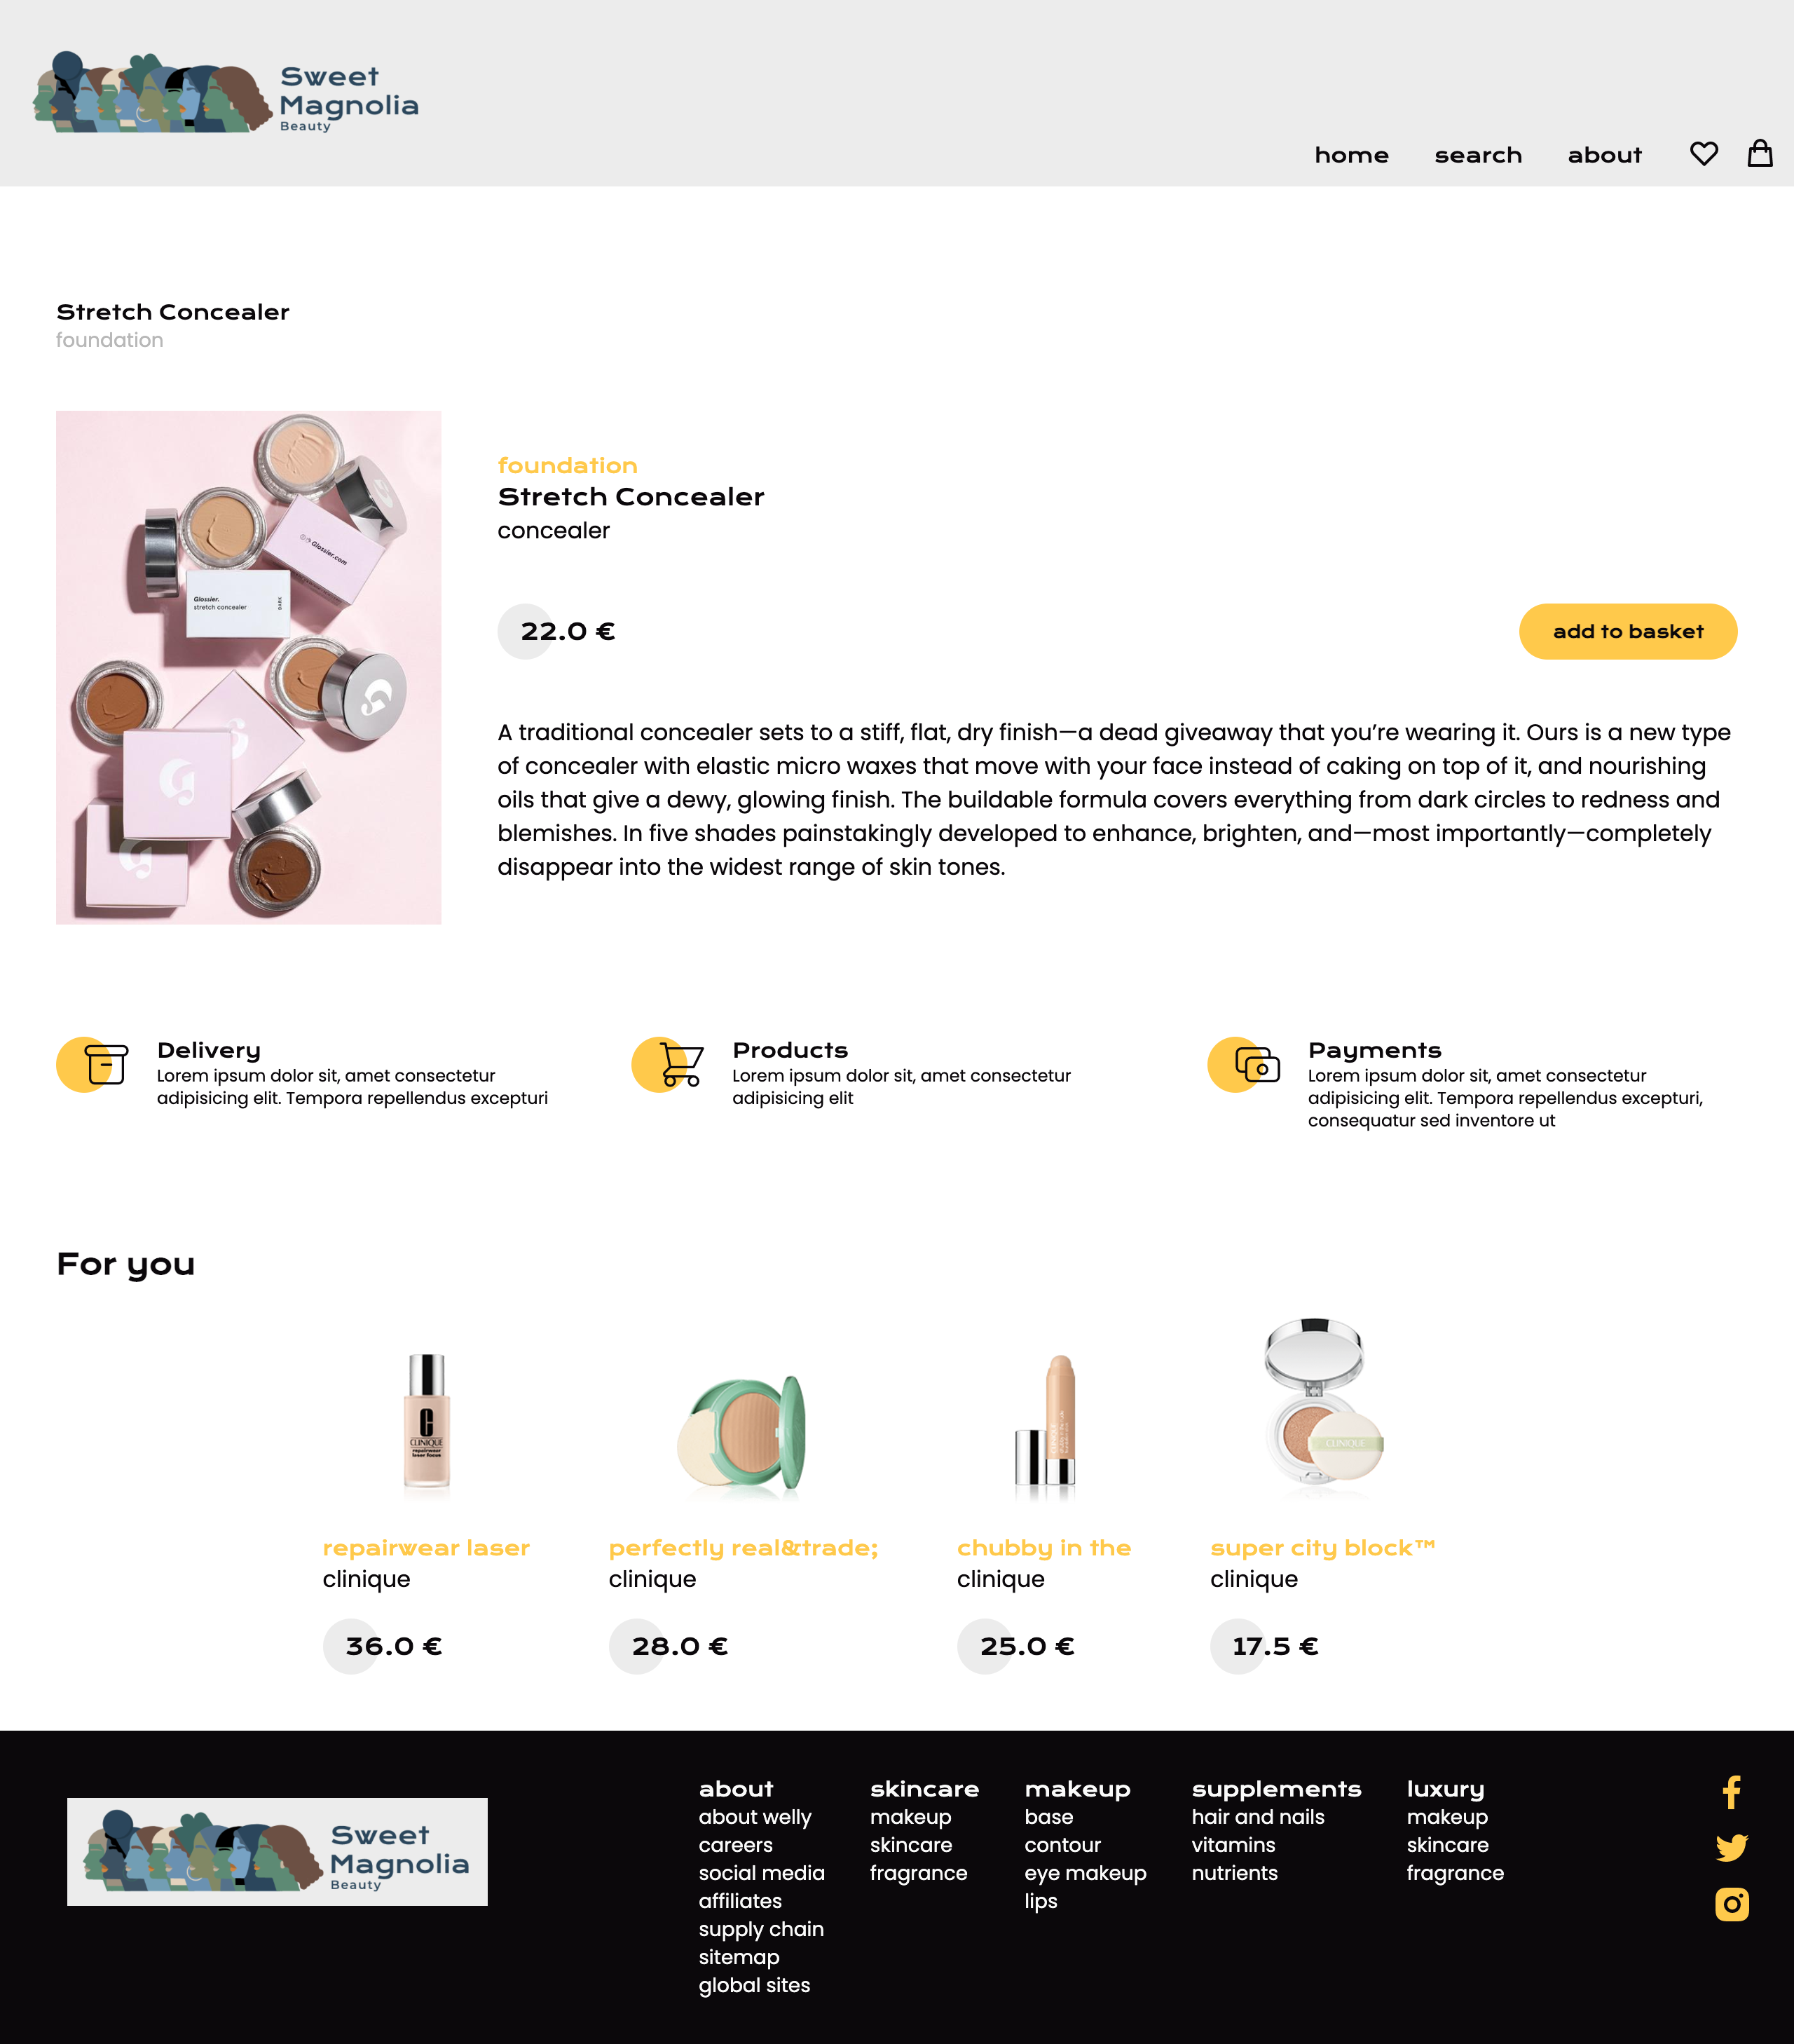 Sweet
Magnolia
Beauty
home search about
Stretch Concealer
foundation
Glossier.com
Glossier.
stretch concealer
DARK
foundation
Stretch Concealer
concealer
22.0 €
add to basket
A traditional concealer sets to a stiff, flat, dry finish—a dead giveaway that you’re wearing it. Ours is a new type
of concealer with elastic micro waxes that move with your face instead of caking on top of it, and nourishing
oils that give a dewy, glowing finish. The buildable formula covers everything from dark circles to redness and
blemishes. In five shades painstakingly developed to enhance, brighten, and—most importantly—completely
disappear into the widest range of skin tones.
Delivery
Lorem ipsum dolor sit, amet consectetur
adipisicing elit. Tempora repellendus excepturi
Products
Lorem ipsum dolor sit, amet consectetur
adipisicing elit
Payments
Lorem ipsum dolor sit, amet consectetur
adipisicing elit. Tempora repellendus excepturi,
consequatur sed inventore ut
For you
CLINIQUE
repairwear
laser focus
CLINIQUE
repairwear laser
clinique
36.0 €
perfectly real&trade;
clinique
28.0 €
chubby in the
clinique
25.0 €
super city block™
clinique
17.5 €
Sweet
Magnolia
Beauty
about
about welly
careers
social media
affiliates
supply chain
sitemap
global sites
skincare
makeup
skincare
fragrance
makeup
base
contour
eye makeup
lips
supplements
hair and nails
vitamins
nutrients
luxury
makeup
skincare
fragrance